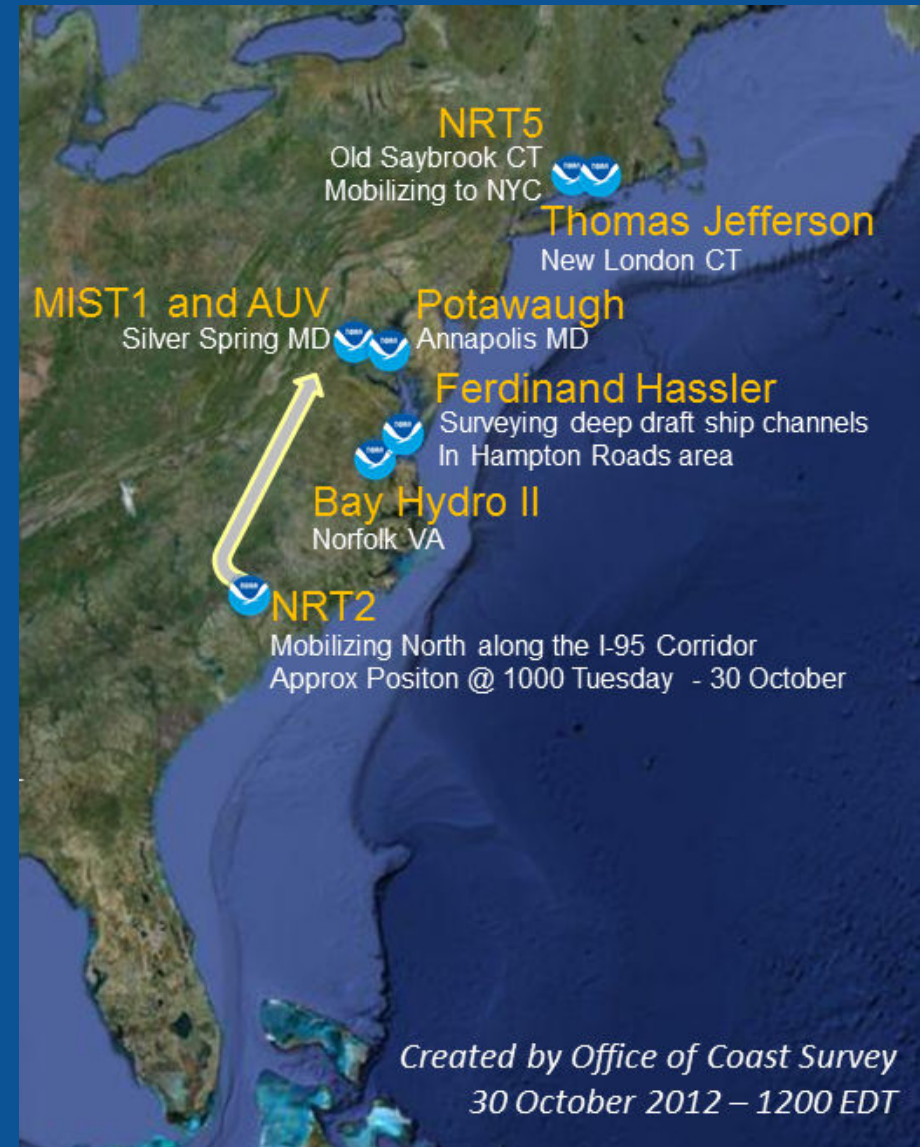 NRT5
Old Saybrook CT
Mobilizing to NYC
Thomas Jefferson
New London CT
MIST1 and AUV
Silver Spring MD
Potawaugh
Annapolis MD
Ferdinand Hassler
Surveying deep draft ship channels
In Hampton Roads area
Bay Hydro II
Norfolk VA
NRT2
Mobilizing North along the I-95 Corridor
Approx Positon @ 1000 Tuesday - 30 October
Created by Office of Coast Survey
30 October 2012 – 1200 EDT